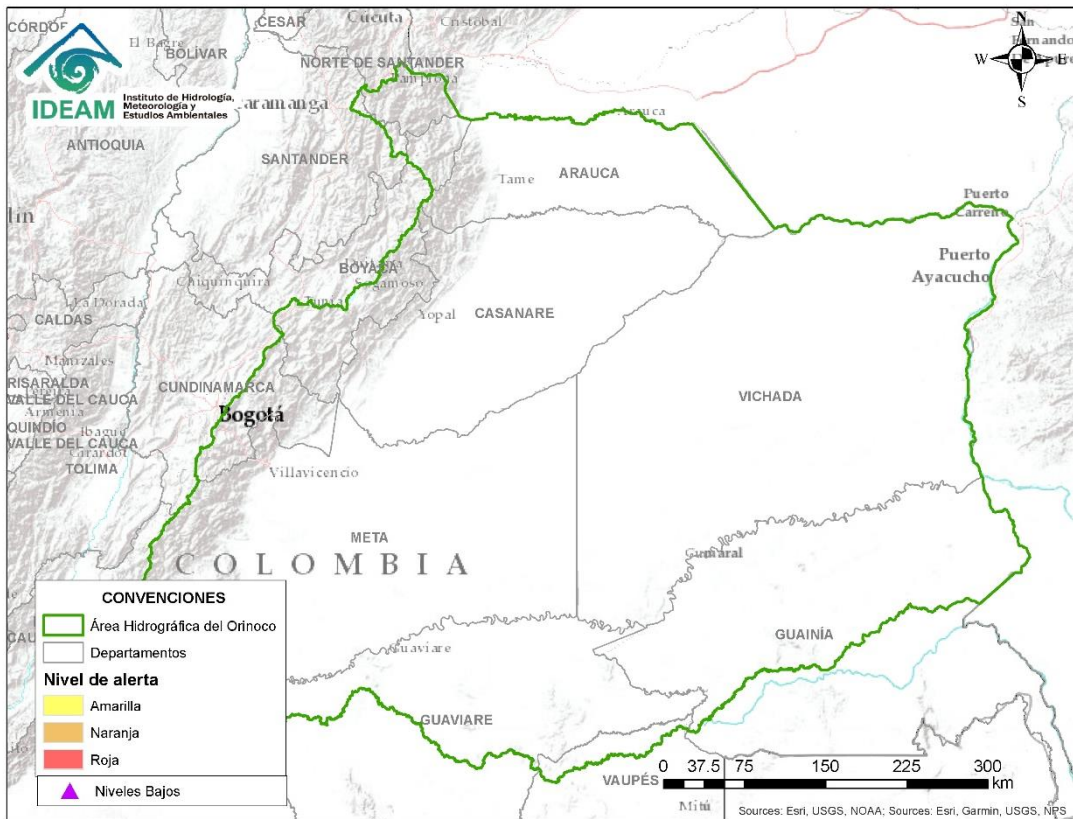 CESAR
Cucuta
Cristobal
El Bagre
BOLÍVAR
NORTE DE SANTANDER
IDEAM
Instituto de Hidrología,
Meteorología y
Estudios Ambientales
N
W
E
S
ANTIOQUIA
SANTANDER
Arauca
ARAUCA
Tame
Puerto
Carreño
Puerto
Ayacucho
BOYACÁ
Sogamoso
Chiquinquira
Tunja
La Dorada
Yopal
CASANARE
CALDAS
Manizales
RISARALDA
VALLE DEL CAUCA
Armenia
QUINDÍO
VALLE DEL CAUCA
Ibague
Girardot
TOLIMA
CUNDINAMARCA
Bogotá
Villavicencio
VICHADA
META
COLOMBIA
GUAINÍA
Guaviare
GUAVIARE
VAUPÉS
Mitú
CONVENCIONES
Área Hidrográfica del Orinoco
Departamentos
Nivel de alerta
Amarilla
Naranja
Roja
Niveles Bajos
0 37.5 75 150 225 300
km
Sources: Esri, USGS, NOAA; Sources: Esri, Garmin, USGS, NPS